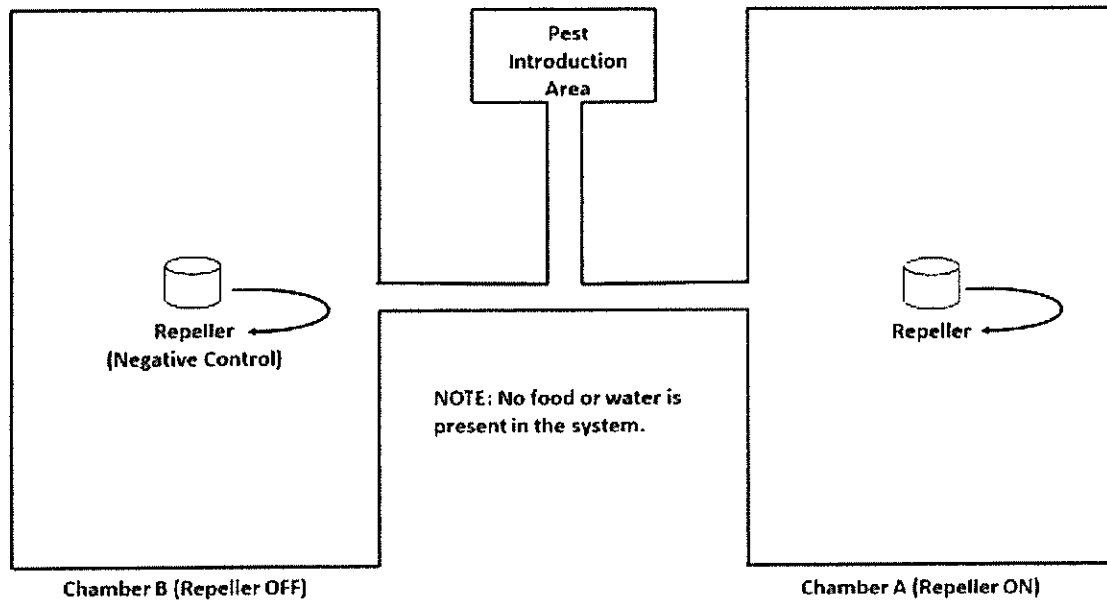 Pest
Introduction
Area
Repeller
(Negative Control)
Repeller
NOTE: No food or water is
present in the system.
Chamber B (Repeller OFF)
Chamber A (Repeller ON)